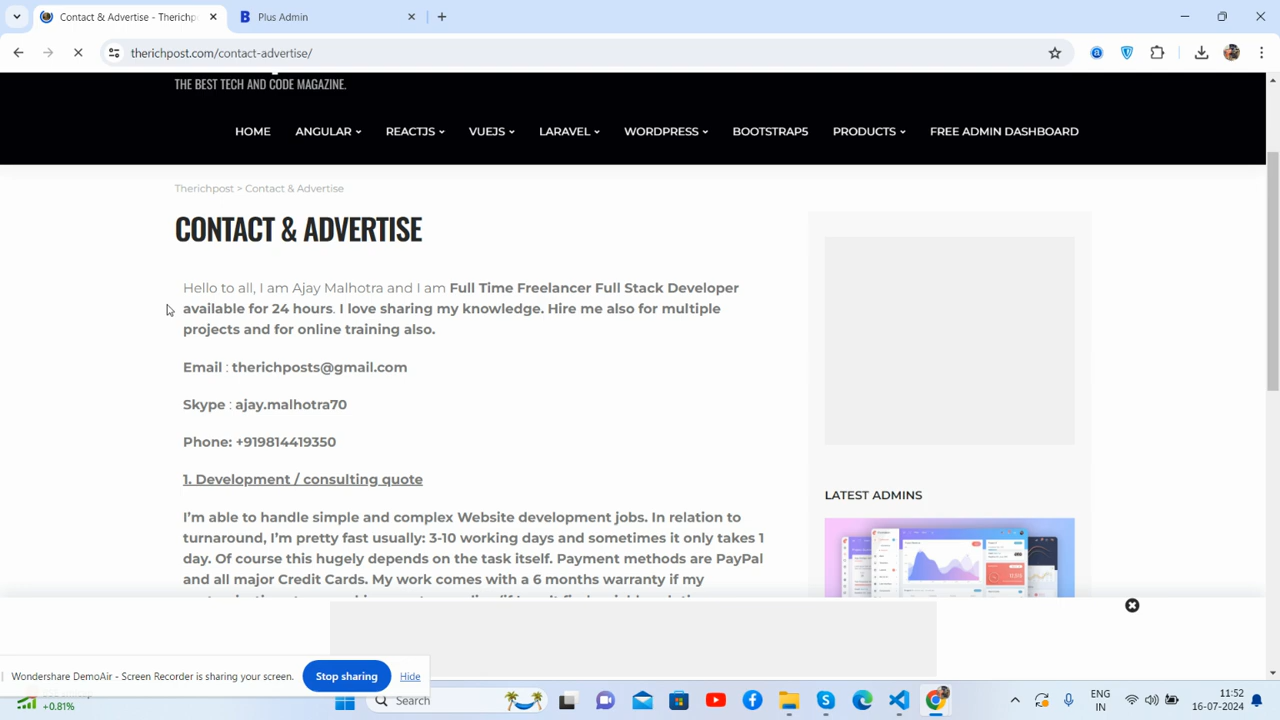 Contact & Advertise - Therichp
Plus Admin
therichpost.com/contact-advertise/
THE BEST TECH AND CODE MAGAZINE.
HOME ANGULAR REACTJS VUEJS LARAVEL WORDPRESS BOOTSTRAP5 PRODUCTS FREE ADMIN DASHBOARD
Therichpost > Contact & Advertise
CONTACT & ADVERTISE
Hello to all, I am Ajay Malhotra and I am Full Time Freelancer Full Stack Developer
available for 24 hours. I love sharing my knowledge. Hire me also for multiple
projects and for online training also.
Email : therichposts@gmail.com
Skype : ajay.malhotra70
Phone: +919814419350
1. Development / consulting quote
I'm able to handle simple and complex Website development jobs. In relation to
turnaround, I'm pretty fast usually: 3-10 working days and sometimes it only takes 1
day. Of course this hugely depends on the task itself. Payment methods are PayPal
and all major Credit Cards. My work comes with a 6 months warranty if my
LATEST ADMINS
Wondershare DemoAir - Screen Recorder is sharing your screen.
Stop sharing
Hide
+0.81%
Search
ENG
IN
11:52
16-07-2024